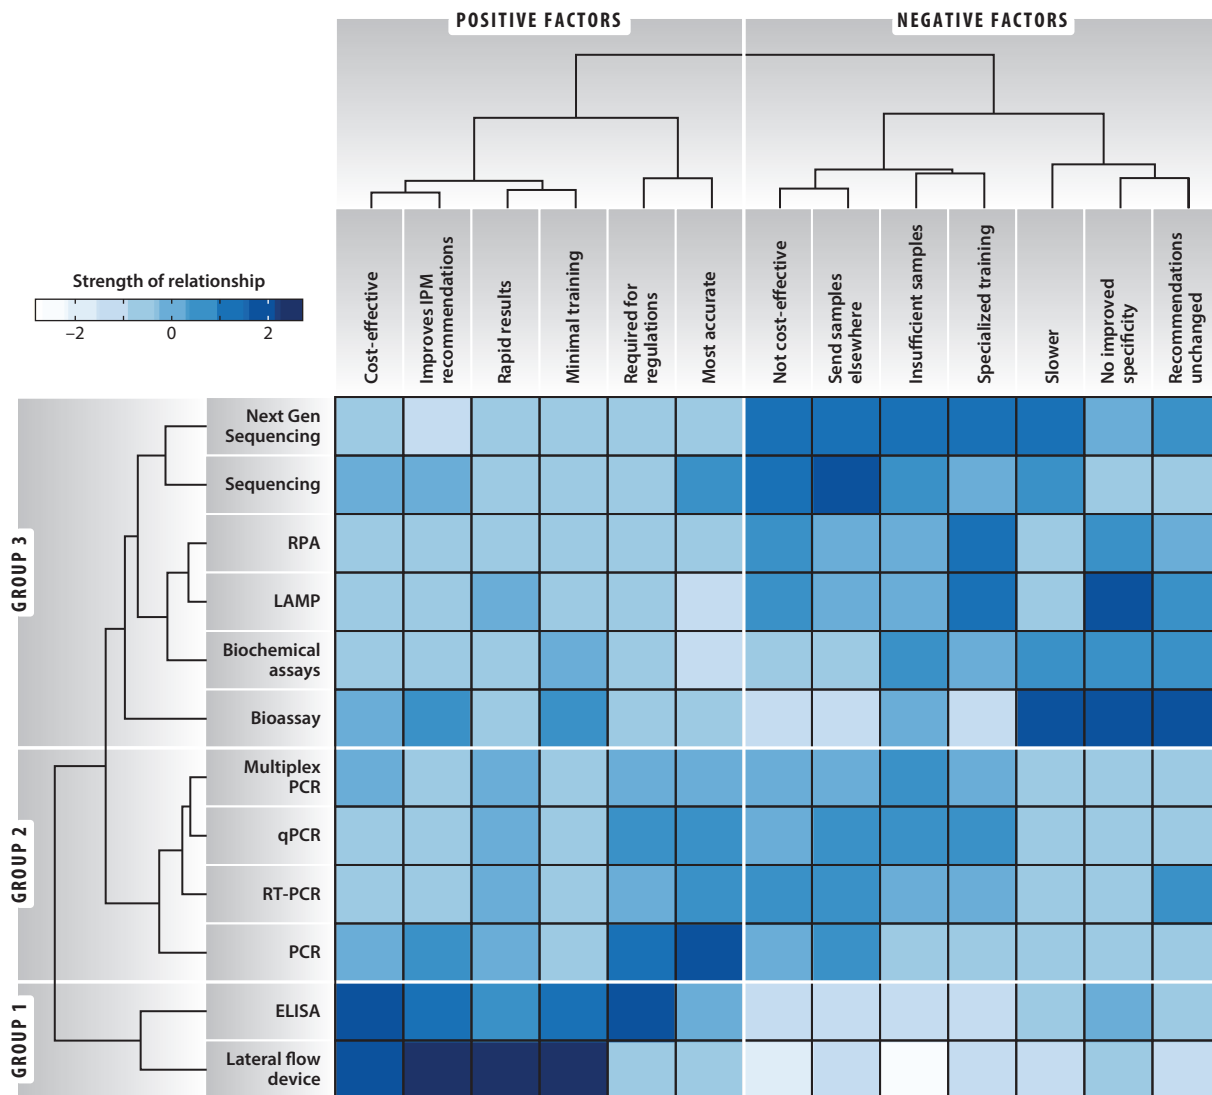 POSITIVE FACTORS
NEGATIVE FACTORS
Strength of relationship
−2
0
2
Cost-effective
Improves IPM
recommendations
Rapid results
Minimal training
Required for
regulations
Most accurate
Not cost-effective
Send samples
elsewhere
Insufficient samples
Specialized training
Slower
No improved
specificity
Recommendations
unchanged
GROUP 3
Next Gen
Sequencing
Sequencing
RPA
LAMP
Biochemical
assays
Bioassay
GROUP 2
Multiplex
PCR
qPCR
RT-PCR
PCR
GROUP 1
ELISA
Lateral flow
device